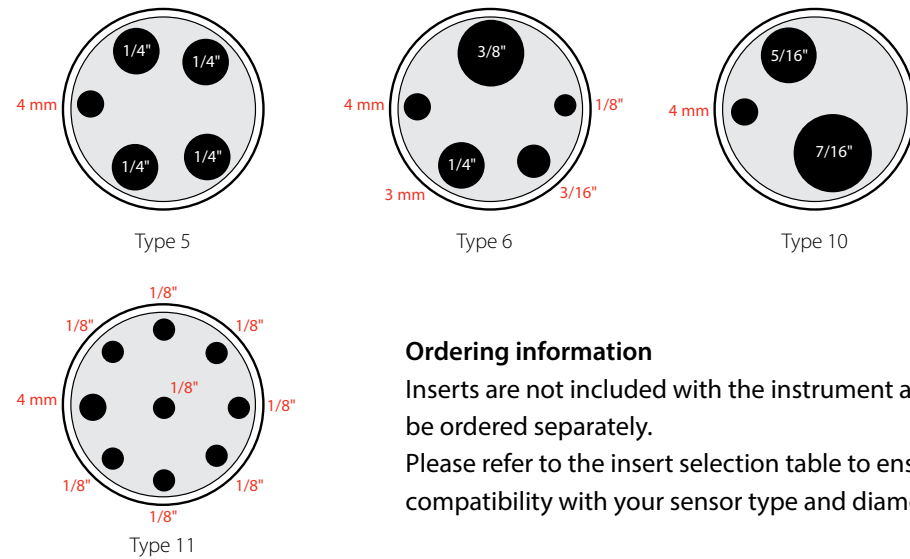 1/4"
1/4"
4 mm
1/4"
1/4"
Type 5
3/8"
4 mm
1/8"
1/4"
3 mm
3/16"
Type 6
5/16"
4 mm
7/16"
Type 10
1/8"
1/8"
1/8"
4 mm
1/8"
1/8"
1/8"
1/8"
1/8"
Type 11
Ordering information
Inserts are not included with the instrument a
be ordered separately.
Please refer to the insert selection table to ens
compatibility with your sensor type and diam